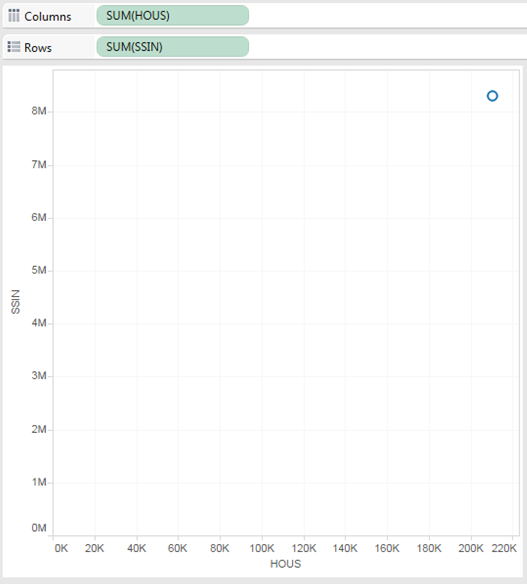 Columns SUM(HOUS)
Rows SUM(SSIN)
8M
7M
6M
5M
4M
3M
2M
1M
0M
SSIN
0K 20K 40K 60K 80K 100K 120K 140K 160K 180K 200K 220K
HOUS